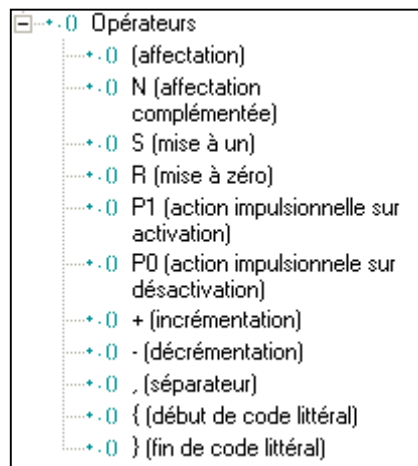 () Opérateurs
() (affectation)
() N (affectation
complémentée)
() S (mise à un)
() R (mise à zéro)
() P1 (action impulsionnelle sur
activation)
() P0 (action impulsionnele sur
désactivation)
() + (incrémentation)
() - (décrémentation)
() , (séparateur)
() { (début de code littéral)
() } (fin de code littéral)